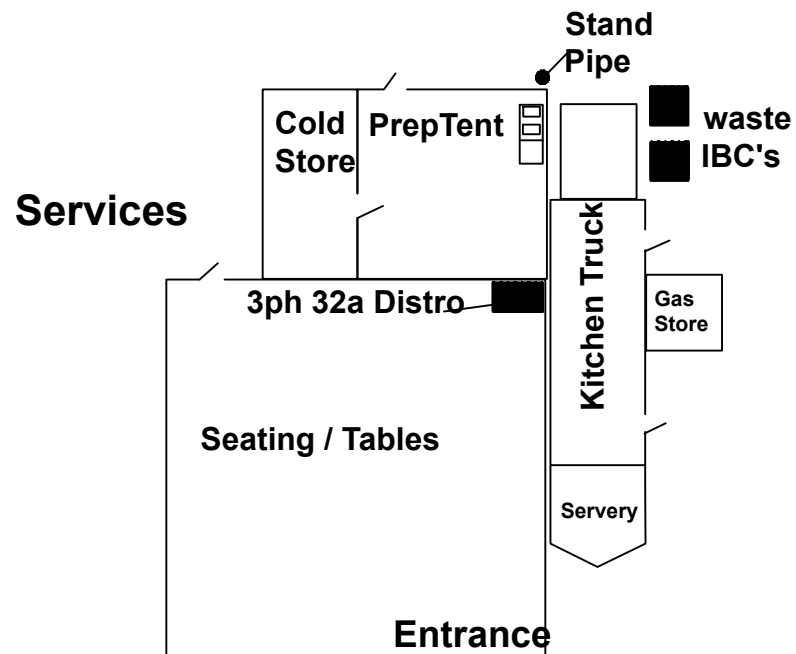 Stand
Pipe
Cold
Store
PrepTent
waste
IBC's
Services
Kitchen Truck
3ph 32a Distro
Gas
Store
Seating / Tables
Servery
Entrance